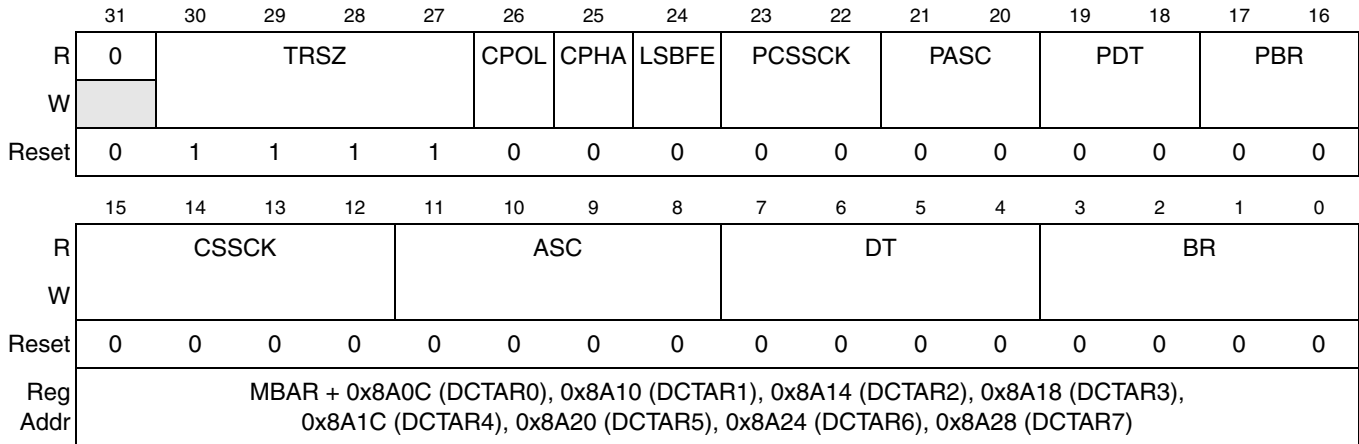 31 30 29 28 27 26 25 24 23 22 21 20 19 18 17 16
R 0 TRSZ CPOL CPHA LSBFE PCSSCK PASC PDT PBR
W
Reset 0 1 1 1 1 0 0 0 0 0 0 0 0 0 0 0
15 14 13 12 11 10 9 8 7 6 5 4 3 2 1 0
R CSSCK ASC DT BR
W
Reset 0 0 0 0 0 0 0 0 0 0 0 0 0 0 0 0
Reg MBAR + 0x8A0C (DCTAR0), 0x8A10 (DCTAR1), 0x8A14 (DCTAR2), 0x8A18 (DCTAR3),
Addr 0x8A1C (DCTAR4), 0x8A20 (DCTAR5), 0x8A24 (DCTAR6), 0x8A28 (DCTAR7)